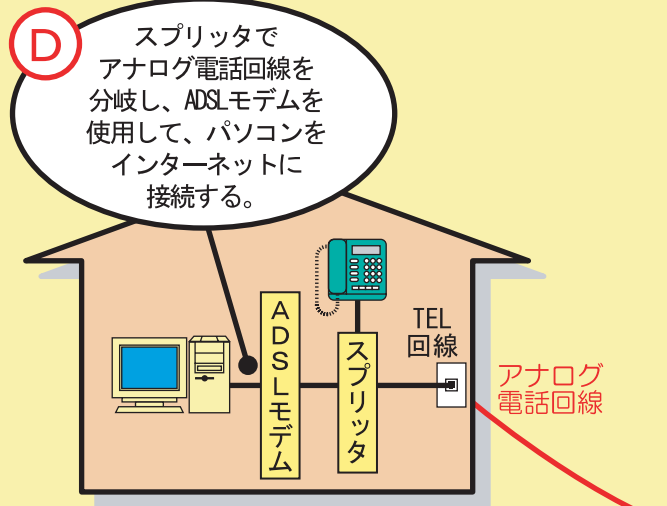 D
スプリッタで
アナログ電話回線を
分岐し、ADSLモデムを
使用して、パソコンを
インターネットに
接続する。
ADSLモデム
スプリッタ
TEL
回線
アナログ
電話回線